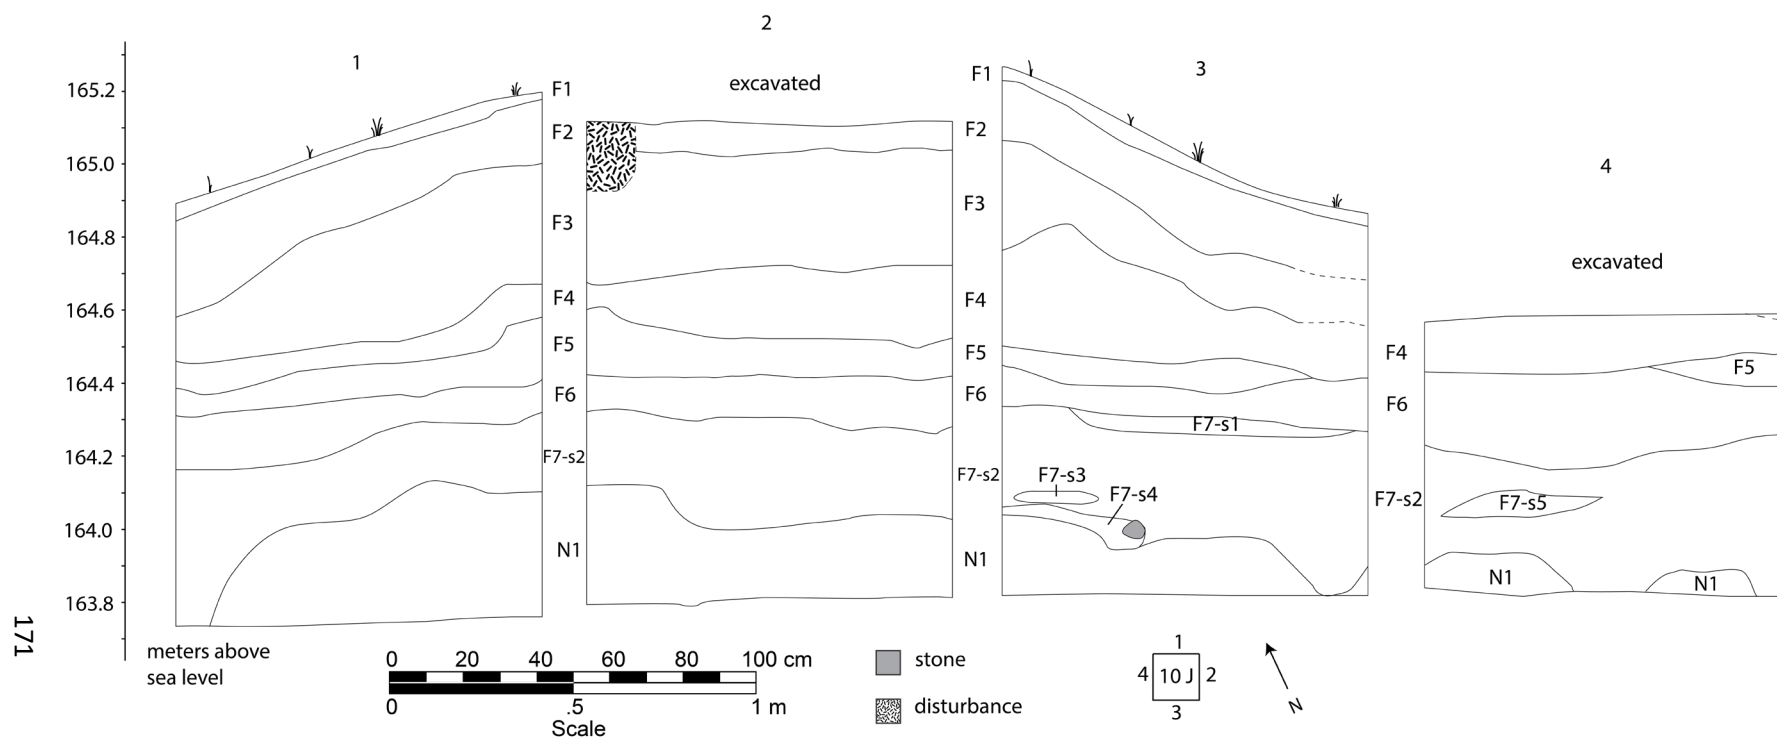 1
2
3
4
excavated
excavated
165.2
165.0
164.8
164.6
164.4
164.2
164.0
163.8
meters above
sea level
F1
F2
F3
F4
F5
F6
F7-s2
N1
F1
F2
F3
F4
F5
F6
F7-s2
N1
F7-s1
F7-s3
F7-s4
F4
F6
F7-s2
F5
F7-s5
N1
N1
0 20 40 60 80 100 cm
0 .5 1 m
Scale
stone
disturbance
1
4 10 J 2
3
N
171